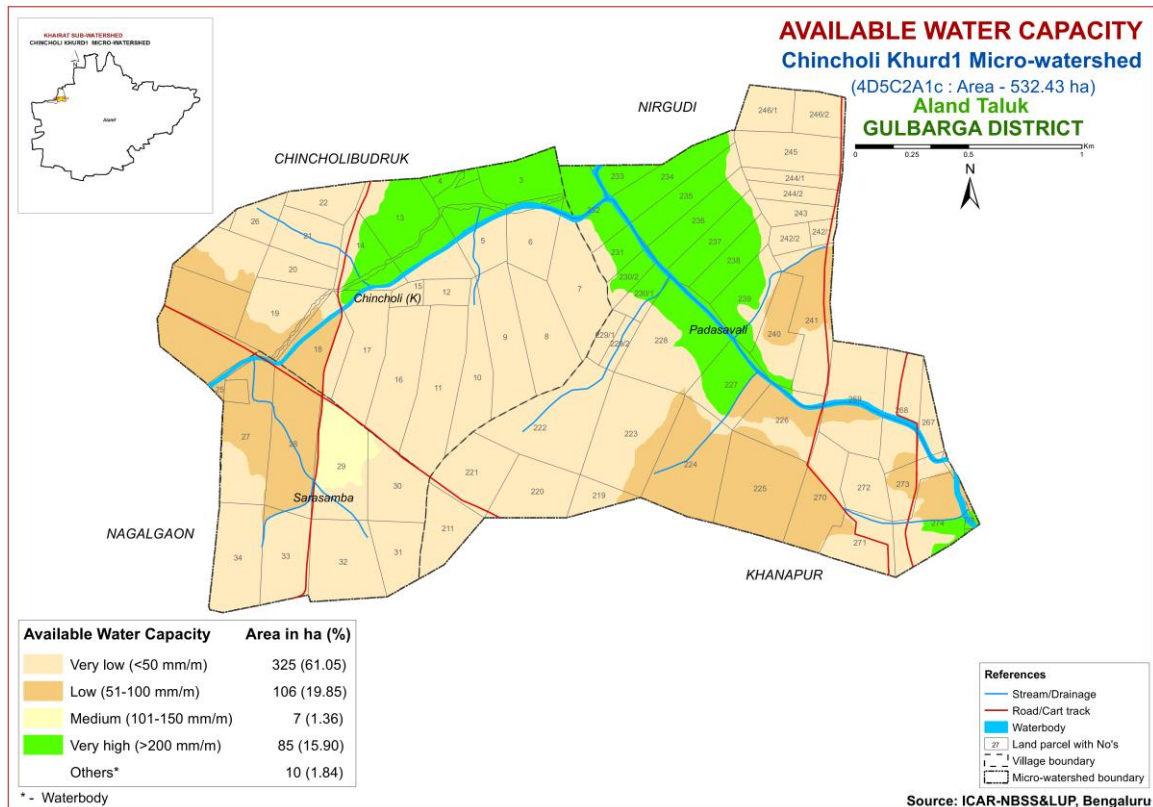 KHAIRAT SUB-WATERSHED
CHINCHOLI KHURD1 MICRO-WATERSHED
Aland
AVAILABLE WATER CAPACITY
Chincholi Khurd1 Micro-watershed
(4D5C2A1c : Area - 532.43 ha)
Aland Taluk
GULBARGA DISTRICT
0 0.25 0.5 1 Km
N
NIRGUDI
CHINCHOLIBUDRUK
NAGALGAON
KHANAPUR
Chincholi (K)
Padasavali
Sarasamba
246/1 246/2
245
244/1
244/2
243
242/2 242/
233 234
235
236
237
238
239
240 241
232
231
230/2
230/1
229/1
229/2
228
227
226
269 268 267
4 3
13
14
22
26 21
20
19
18
5 6
7
15 12
17
16 11 10 9 8
25
27 28
29
30
222 223
224
225
221 220 219
211
270
271
272 273
274
34 33 32 31
Available Water Capacity Area in ha (%)
Very low (<50 mm/m) 325 (61.05)
Low (51-100 mm/m) 106 (19.85)
Medium (101-150 mm/m) 7 (1.36)
Very high (>200 mm/m) 85 (15.90)
Others* 10 (1.84)
* - Waterbody
References
Stream/Drainage
Road/Cart track
Waterbody
27 Land parcel with No's
Village boundary
Micro-watershed boundary
Source: ICAR-NBSS&LUP, Bengaluru